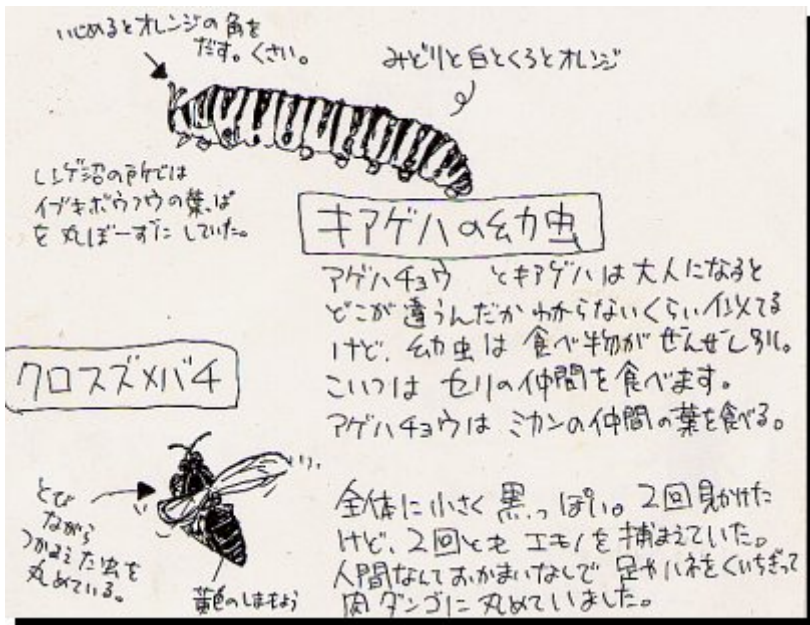 いじめるとオレンジの角を
だす。くさい。
みどりと白とくろとオレンジ
レンゲ沼の所では
イブキボウフウの葉っぱ
を丸ぼーずにしていた。
キアゲハの幼虫
アゲハチョウ とキアゲハは大人になると
どこが違うんだかわからないくらい似てる
けど、幼虫は食べ物がぜんぜん別。
こいつはセリの仲間を食べます。
アゲハチョウはミカンの仲間の葉を食べる。
クロスズメバチ
とび
ながら
つかまえた虫を
丸めている。
黄色のしまもよう
全体に小さく黒っぽい。2回見かけた
けど、2回ともエモノを捕まえていた。
人間なんておかまいなしで足やハネをくいちぎって
肉ダンゴに丸めていました。